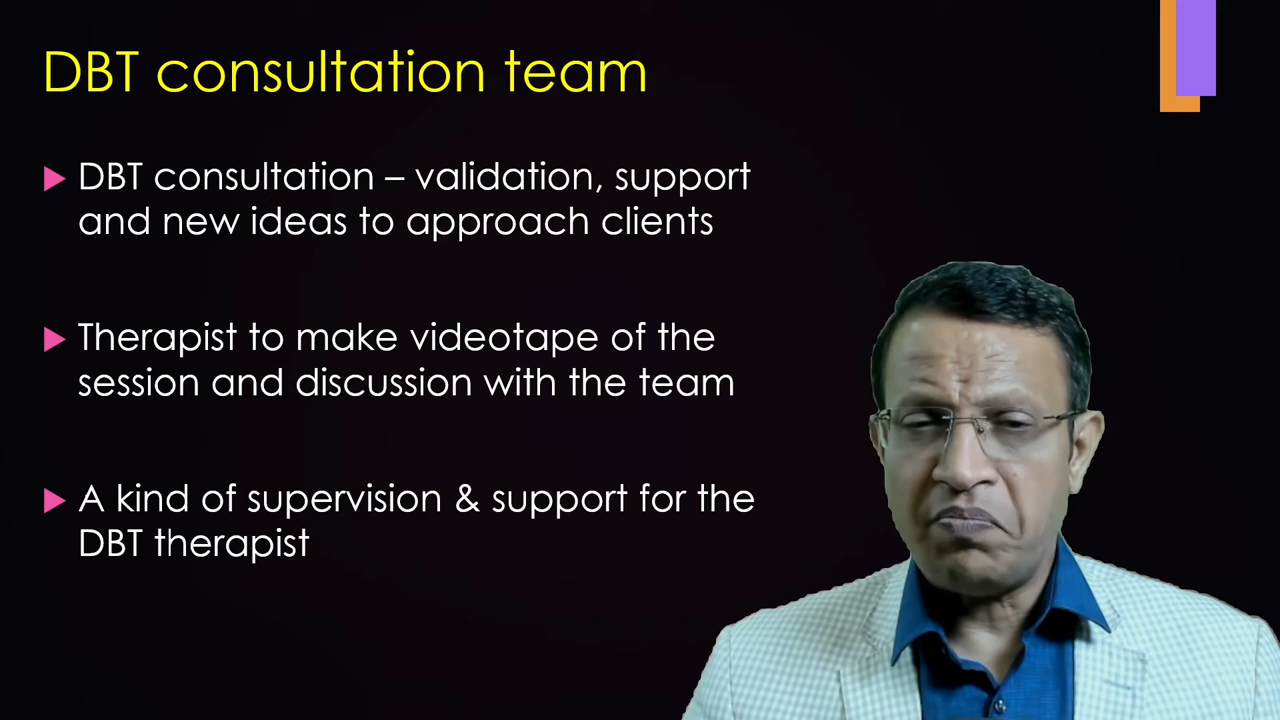 DBT consultation team
DBT consultation – validation, support
and new ideas to approach clients
Therapist to make videotape of the
session and discussion with the team
A kind of supervision & support for the
DBT therapist